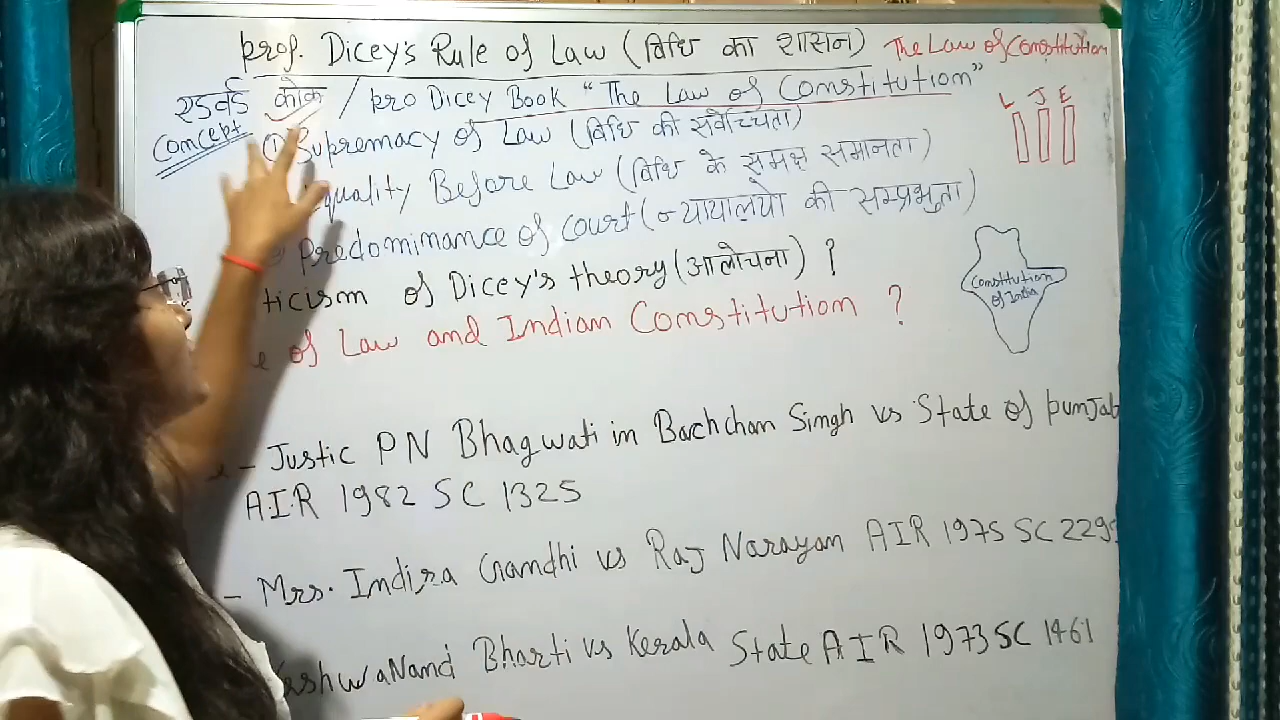 prof. Dicey's Rule of Law (विधि का शासन) The Law of Constitution
एडवर्ड कोक / pro Dicey Book "The Law of Constitution"
L J E
Concept ① Supremacy of Law (विधि की सर्वोच्चता)
equality Before Law (विधि के समक्ष समानता)
Predominance of Court (न्यायालयो की सम्प्रभुता)
ticism of Dicey's theory (आलोचना) ?
Constitution
of India
e of Law and Indian Constitution ?
- Justic PN Bhagwati in Bachchan Singh vs State of punjab
A.I.R 1982 SC 1325
- Mrs. Indira Gandhi vs Raj Narayan AIR 1975 SC 229
eshwaNand Bharti vs Kerala State AIR 1973 SC 1461